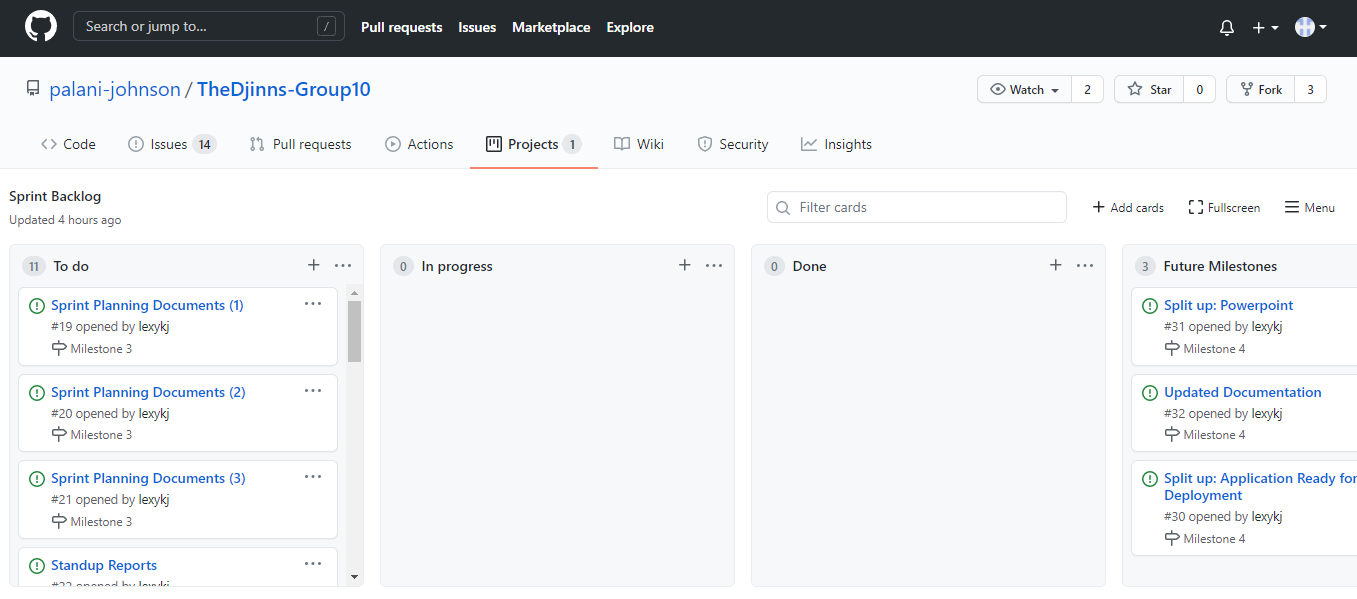 Search or jump to...
/
Pull requests
Issues
Marketplace
Explore
palani-johnson / TheDjinns-Group10
Watch
2
Star
0
Fork
3
Code
Issues 14
Pull requests
Actions
Projects 1
Wiki
Security
Insights
Sprint Backlog
Updated 4 hours ago
Filter cards
Add cards
Fullscreen
Menu
11 To do
Sprint Planning Documents (1)
#19 opened by lexykj
Milestone 3
Sprint Planning Documents (2)
#20 opened by lexykj
Milestone 3
Sprint Planning Documents (3)
#21 opened by lexykj
Milestone 3
Standup Reports
#22 opened by lexykj
0 In progress
0 Done
3 Future Milestones
Split up: Powerpoint
#31 opened by lexykj
Milestone 4
Updated Documentation
#32 opened by lexykj
Milestone 4
Split up: Application Ready for
Deployment
#30 opened by lexykj
Milestone 4